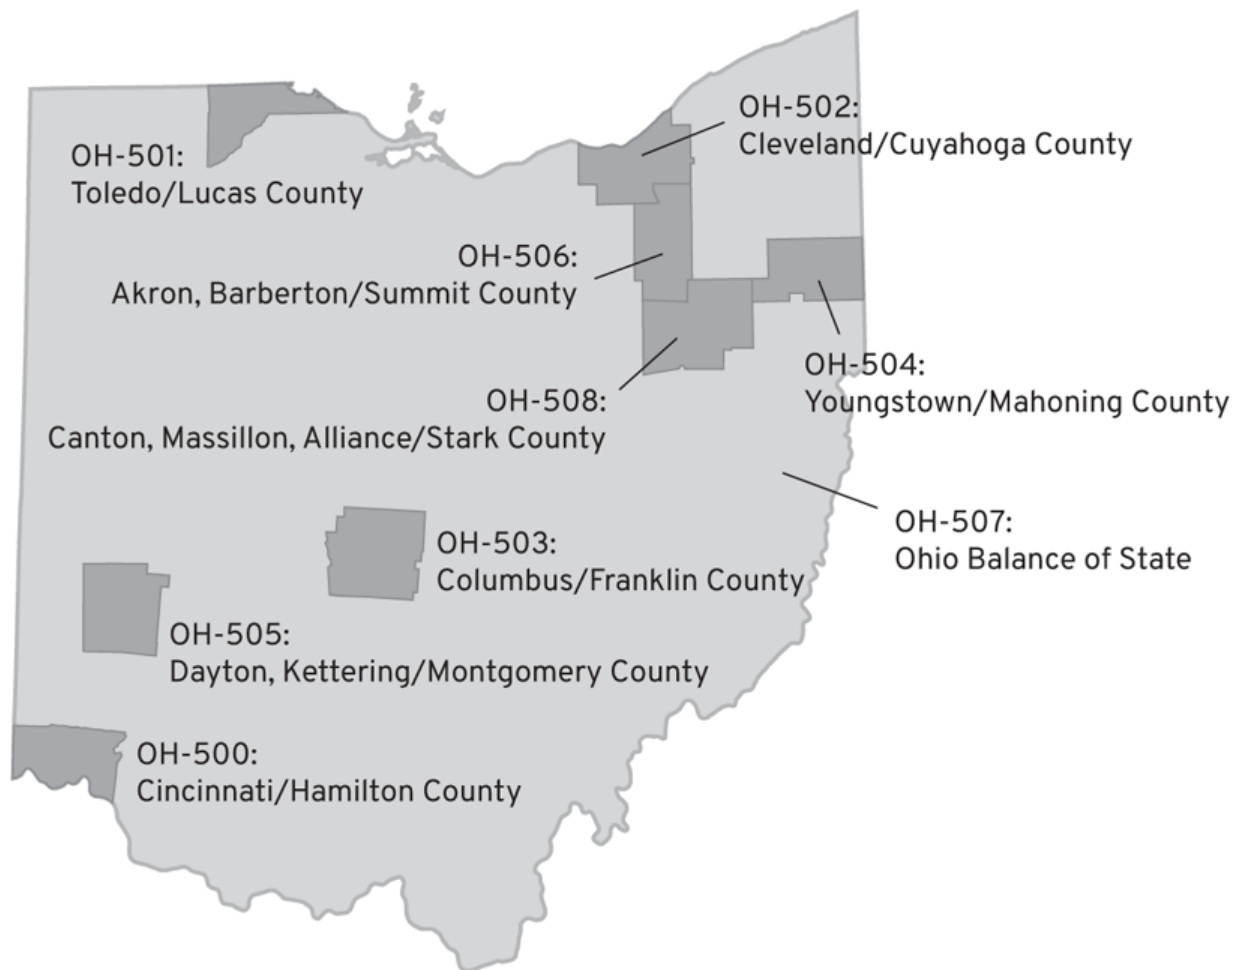 OH-502:
Cleveland/Cuyahoga County
OH-501:
Toledo/Lucas County
OH-506:
Akron, Barberton/Summit County
OH-504:
Youngstown/Mahoning County
OH-508:
Canton, Massillon, Alliance/Stark County
OH-507:
Ohio Balance of State
OH-503:
Columbus/Franklin County
OH-505:
Dayton, Kettering/Montgomery County
OH-500:
Cincinnati/Hamilton County